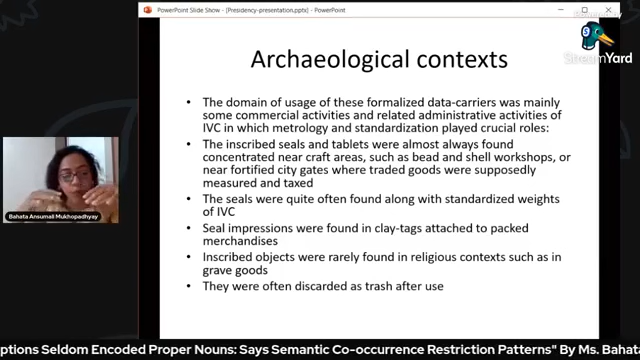 PowerPoint Slide Show - [Presidency-presentation.pptx] - PowerPoint
Powered by
StreamYard
Archaeological contexts
• The domain of usage of these formalized data-carriers was mainly
some commercial activities and related administrative activities of
IVC in which metrology and standardization played crucial roles:
• The inscribed seals and tablets were almost always found
concentrated near craft areas, such as bead and shell workshops, or
near fortified city gates where traded goods were supposedly
measured and taxed
• The seals were quite often found along with standardized weights
of IVC
• Seal impressions were found in clay-tags attached to packed
merchandises
• Inscribed objects were rarely found in religious contexts such as in
grave goods
• They were often discarded as trash after use
Bahata Ansumali Mukhopadhyay
ptions Seldom Encoded Proper Nouns: Says Semantic Co-occurrence Restriction Patterns" By Ms. Bahata